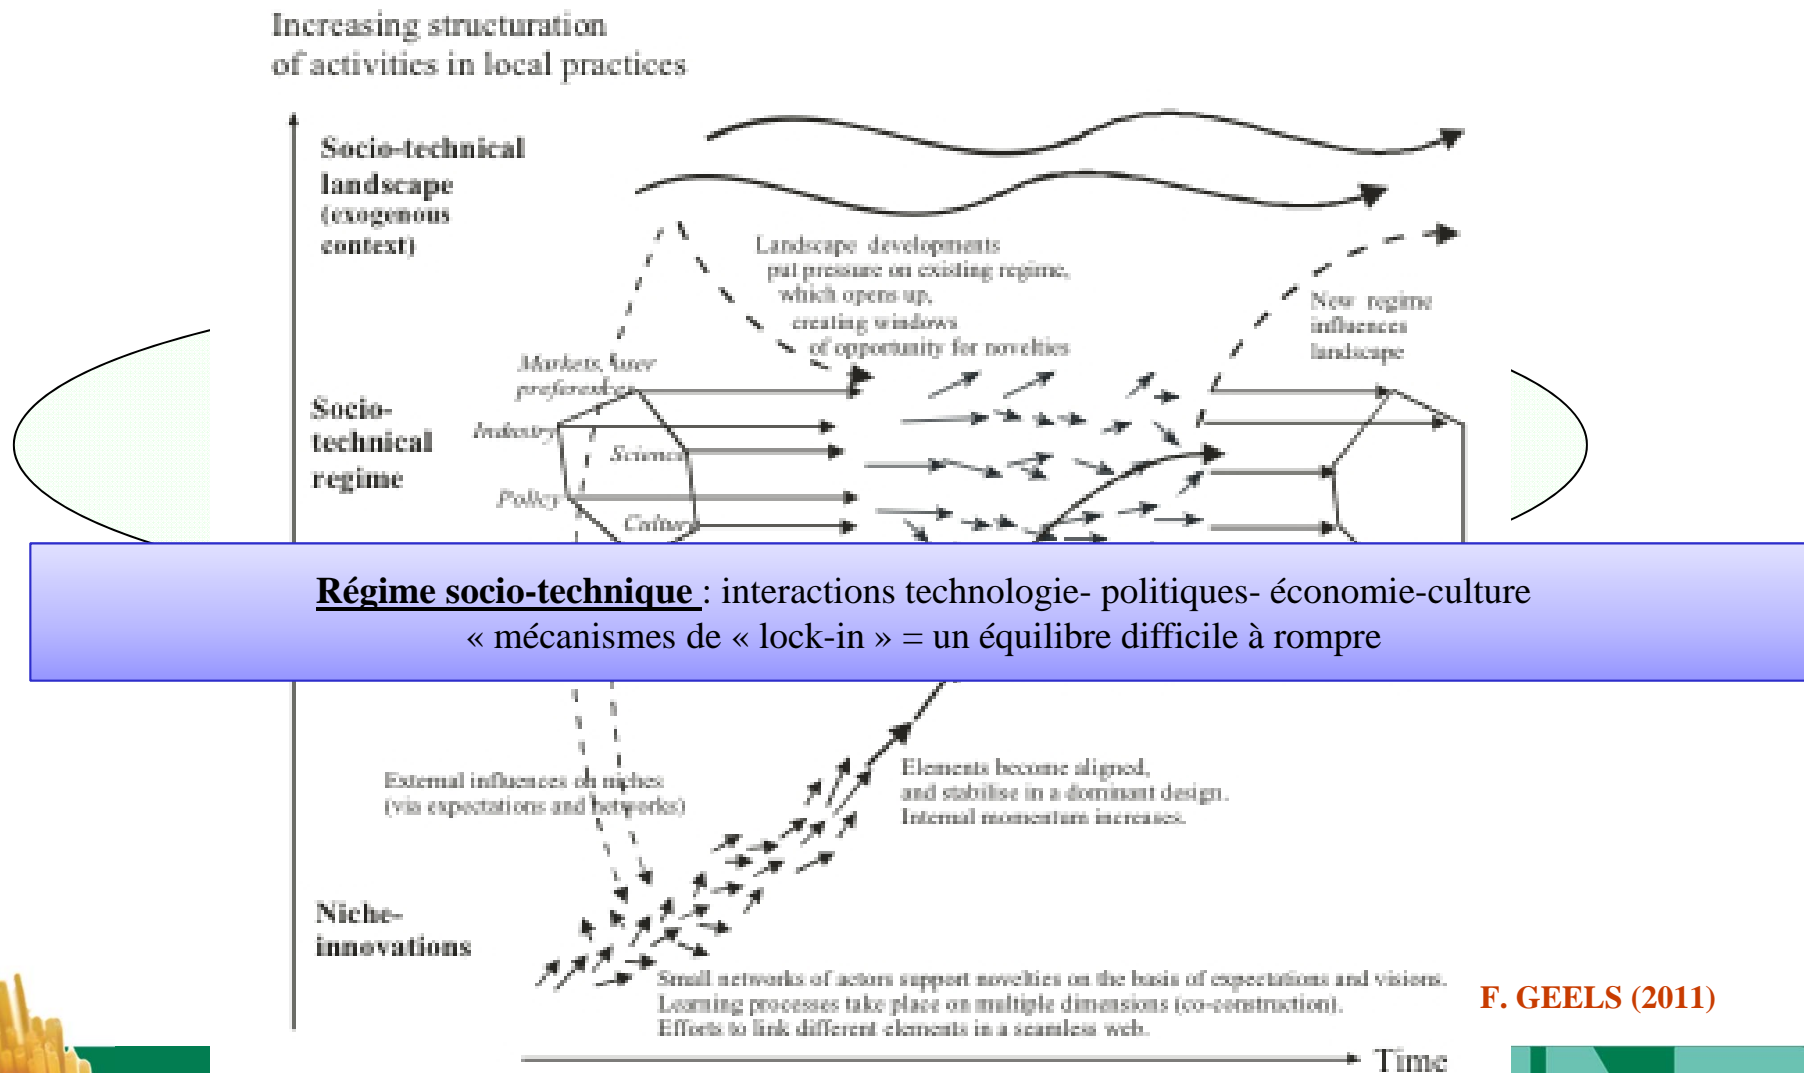 Increasing structuration
of activities in local practices
Socio-technical
landscape
(exogenous
context)
Landscape developments
put pressure on existing regime,
which opens up,
creating windows
of opportunity for novelties
New regime
influences
landscape
Markets, user
preferences
Industry
Science
Policy
Culture
Socio-
technical
regime
Régime socio-technique : interactions technologie- politiques- économie-culture
« mécanismes de « lock-in » = un équilibre difficile à rompre
External influences on niches
(via expectations and networks)
Elements become aligned,
and stabilise in a dominant design.
Internal momentum increases.
Niche-
innovations
Small networks of actors support novelties on the basis of expectations and visions.
Learning processes take place on multiple dimensions (co-construction).
Efforts to link different elements in a seamless web.
F. GEELS (2011)
Time